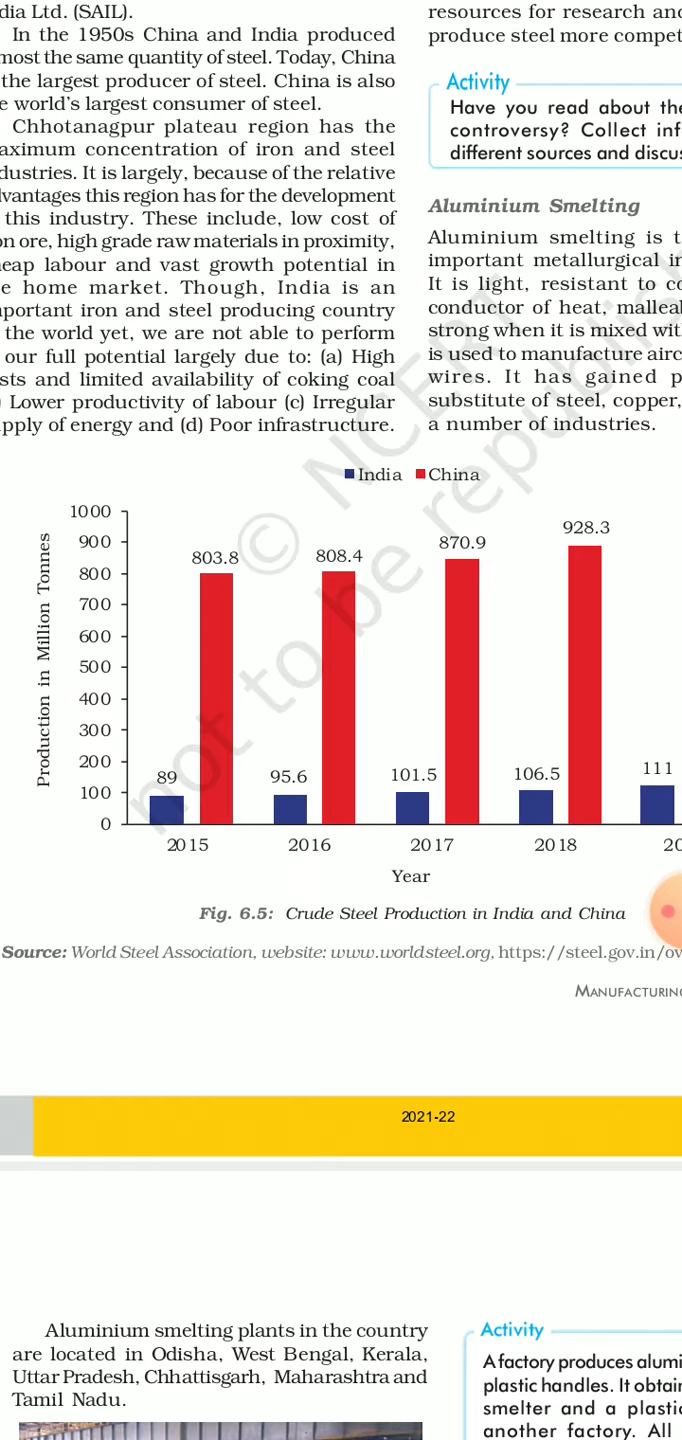 dia Ltd. (SAIL).
In the 1950s China and India produced
most the same quantity of steel. Today, China
the largest producer of steel. China is also
e world's largest consumer of steel.
Chhotanagpur plateau region has the
aximum concentration of iron and steel
dustries. It is largely, because of the relative
vantages this region has for the development
this industry. These include, low cost of
on ore, high grade raw materials in proximity,
eap labour and vast growth potential in
e home market. Though, India is an
portant iron and steel producing country
the world yet, we are not able to perform
our full potential largely due to: (a) High
sts and limited availability of coking coal
) Lower productivity of labour (c) Irregular
pply of energy and (d) Poor infrastructure.
resources for research and
produce steel more compet
Activity
Have you read about the
controversy? Collect inf
different sources and discus
Aluminium Smelting
Aluminium smelting is t
important metallurgical in
It is light, resistant to co
conductor of heat, malleab
strong when it is mixed with
is used to manufacture airc
wires. It has gained p
substitute of steel, copper,
a number of industries.
© NCERT
not to be republish
India China
Production in Million Tonnes
1000
900
800
700
600
500
400
300
200
100
0
89 803.8
95.6 808.4
101.5 870.9
106.5 928.3
111
2015 2016 2017 2018 20
Year
Fig. 6.5: Crude Steel Production in India and China
Source: World Steel Association, website: www.worldsteel.org, https://steel.gov.in/ov
MANUFACTURING
2021-22
Aluminium smelting plants in the country
are located in Odisha, West Bengal, Kerala,
Uttar Pradesh, Chhattisgarh, Maharashtra and
Tamil Nadu.
Activity
A factory produces alumi
plastic handles. It obtain
smelter and a plastic
another factory. All